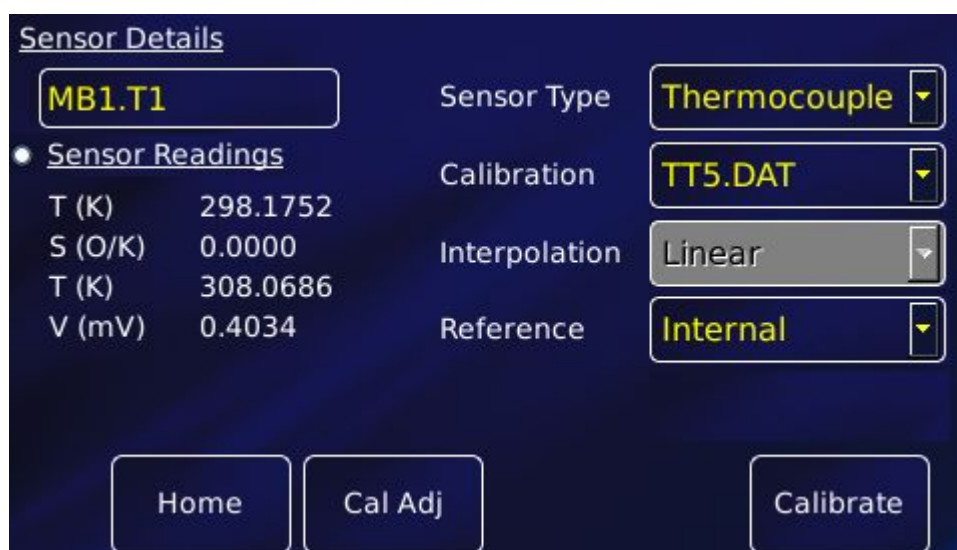 Sensor Details
MB1.T1
Sensor Type Thermocouple
Sensor Readings
Calibration TT5.DAT
T (K) 298.1752
S (O/K) 0.0000
Interpolation Linear
T (K) 308.0686
V (mV) 0.4034
Reference Internal
Home Cal Adj Calibrate